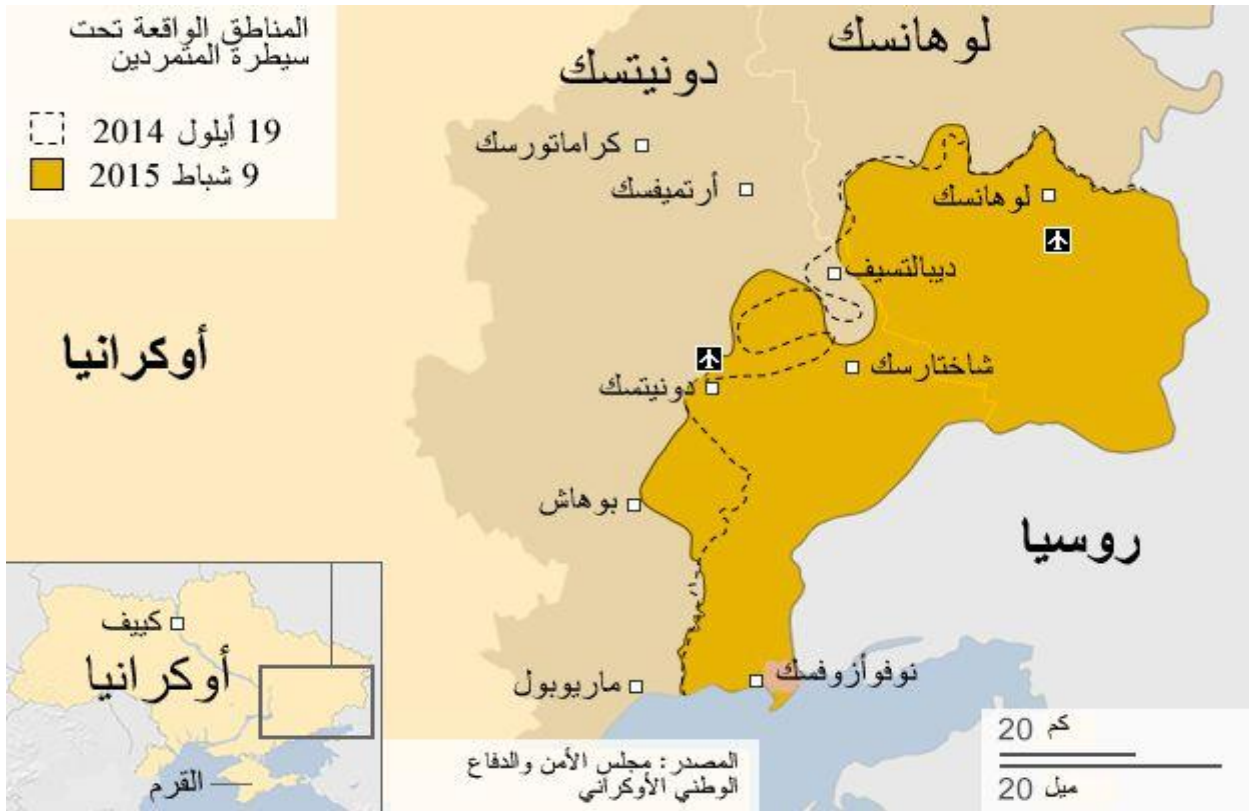 المناطق الواقعة تحت
سيطرة المتمردين
19 أيلول 2014
9 شباط 2015
لوهانسك
دونيتسك
كراماتورسك
أرتميفسك
لوهانسك
ديبالتسيف
أوكرانيا
شاختارسك
دونيتسك
بوهاش
روسيا
كييف
أوكرانيا
القرم
نوفوأزوفسك
ماريوبول
المصدر: مجلس الأمن والدفاع
الوطني الأوكراني
20 كم
20 ميل